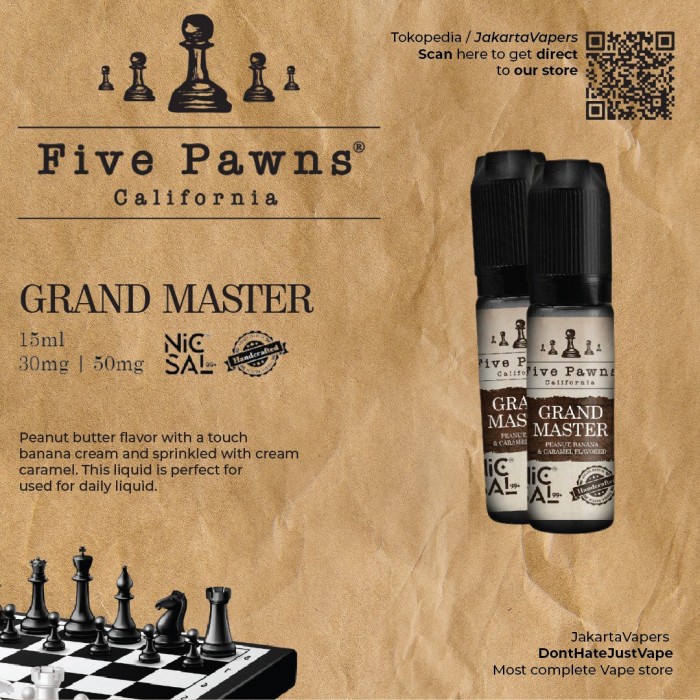 Tokopedia / JakartaVapers
Scan here to get direct
to our store
Five Pawns®
California
GRAND MASTER
15ml
30mg | 50mg
NiC
SAL 99+
Handcrafted
Peanut butter flavor with a touch
banana cream and sprinkled with cream
caramel. This liquid is perfect for
used for daily liquid.
Five Pawns
California
GRAND
MASTER
PEANUT, BANANA
& CARAMEL FLAVORED
NiC
SAL 99+
Handcrafted
JakartaVapers
DontHateJustVape
Most complete Vape store